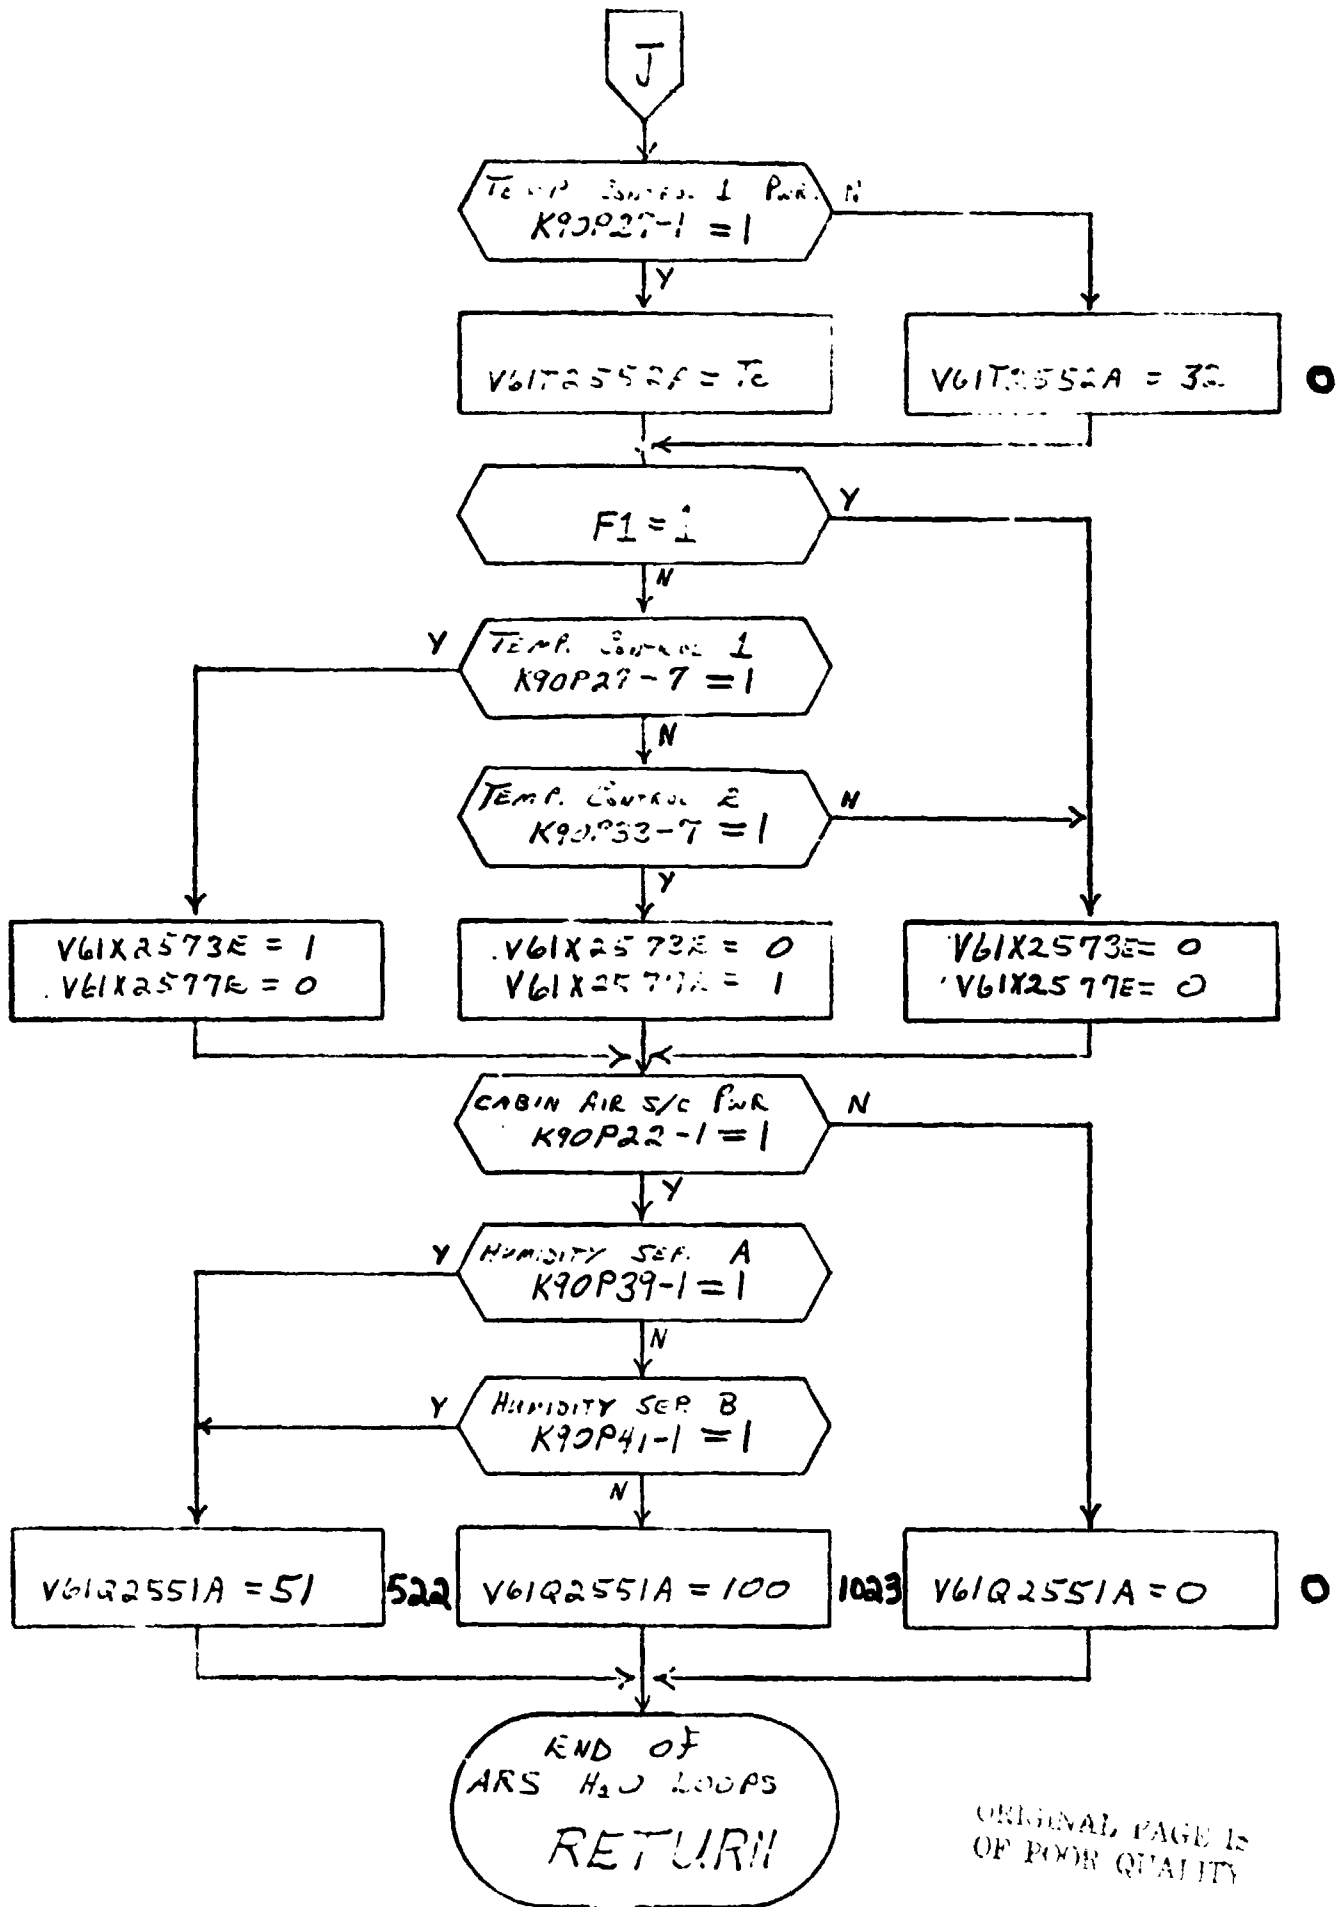 J
TEMP CONTROL 1 PWR. N
K90P27-1 = 1
Y
V61T2552A = Tc
V61T2552A = 32
0
F1 = 1
Y
N
Y
TEMP. CONTROL 1
K90P27-7 = 1
N
TEMP. CONTROL 2
K90P33-7 = 1
N
Y
V61X2573E = 1
V61X2577E = 0
V61X2573E = 0
V61X2577E = 1
V61X2573E= 0
V61X2577E= 0
CABIN AIR S/C PWR
K90P22-1 = 1
N
Y
Y
HUMIDITY SEP. A
K90P39-1 = 1
N
Y
HUMIDITY SEP B
K90P41-1 = 1
N
V61Q2551A = 51
522
V61Q2551A = 100
1023
V61Q2551A = 0
0
END OF
ARS H2O LOOPS
RETURN
ORIGINAL PAGE IS
OF POOR QUALITY